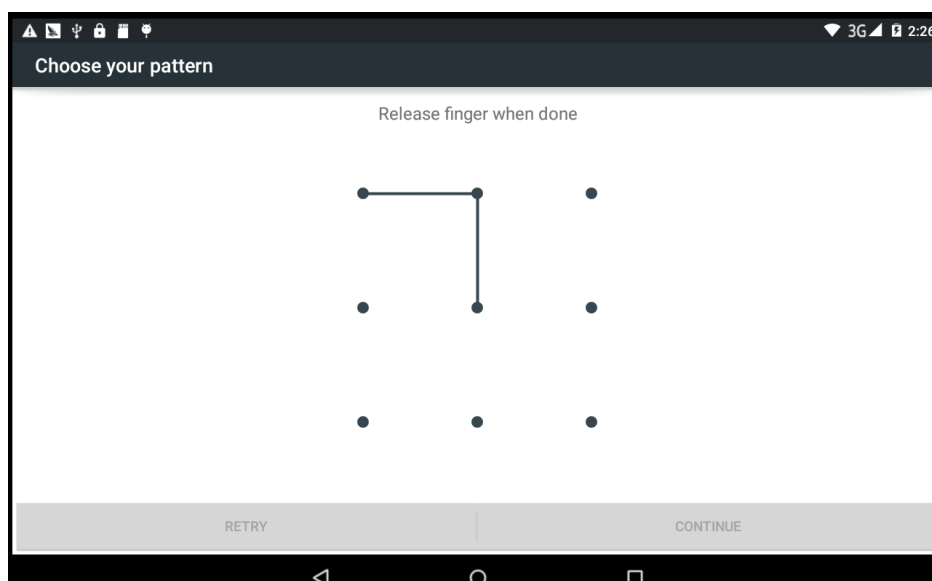 3G 2:26
Choose your pattern
Release finger when done
RETRY CONTINUE